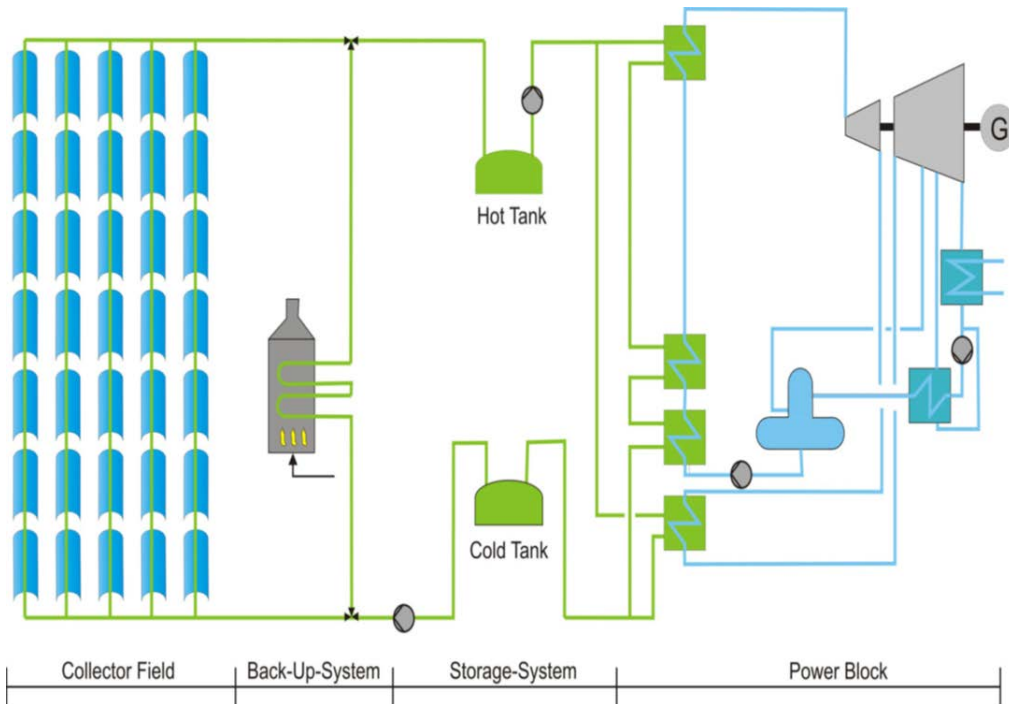 G
Hot Tank
Cold Tank
Collector Field
Back-Up-System
Storage-System
Power Block